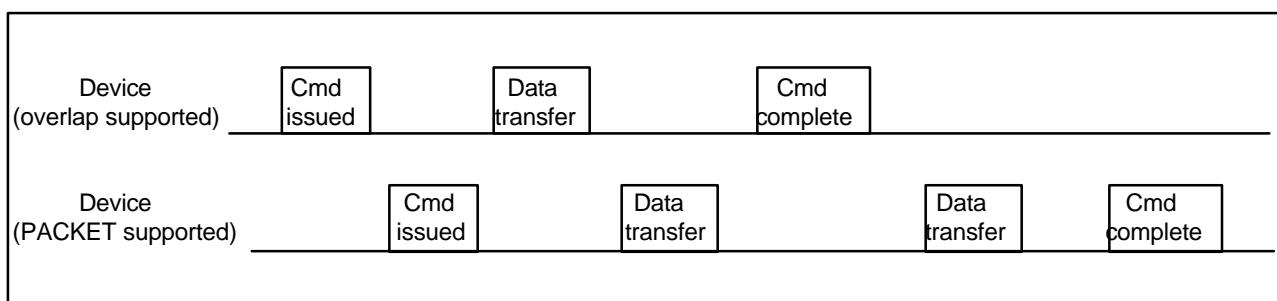 Device
(overlap supported)
Cmd
issued
Data
transfer
Cmd
complete
Device
(PACKET supported)
Cmd
issued
Data
transfer
Data
transfer
Cmd
complete